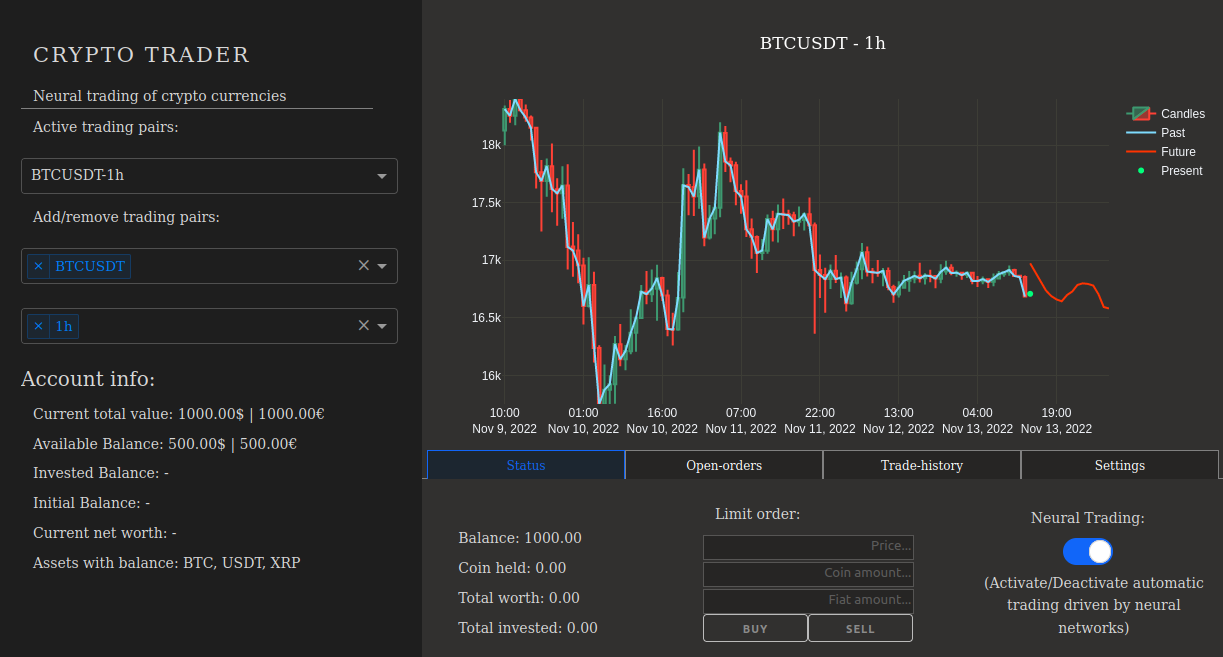 CRYPTO TRADER
Neural trading of crypto currencies
Active trading pairs:
BTCUSDT-1h
Add/remove trading pairs:
× BTCUSDT ×
× 1h ×
Account info:
Current total value: 1000.00$ | 1000.00€
Available Balance: 500.00$ | 500.00€
Invested Balance: -
Initial Balance: -
Current net worth: -
Assets with balance: BTC, USDT, XRP
BTCUSDT - 1h
18k
17.5k
17k
16.5k
16k
10:00 01:00 16:00 07:00 22:00 13:00 04:00 19:00
Nov 9, 2022 Nov 10, 2022 Nov 10, 2022 Nov 11, 2022 Nov 11, 2022 Nov 12, 2022 Nov 13, 2022 Nov 13, 2022
Candles
Past
Future
Present
Status Open-orders Trade-history Settings
Balance: 1000.00
Coin held: 0.00
Total worth: 0.00
Total invested: 0.00
Limit order:
Price...
Coin amount...
Fiat amount...
BUY SELL
Neural Trading:
(Activate/Deactivate automatic
trading driven by neural
networks)